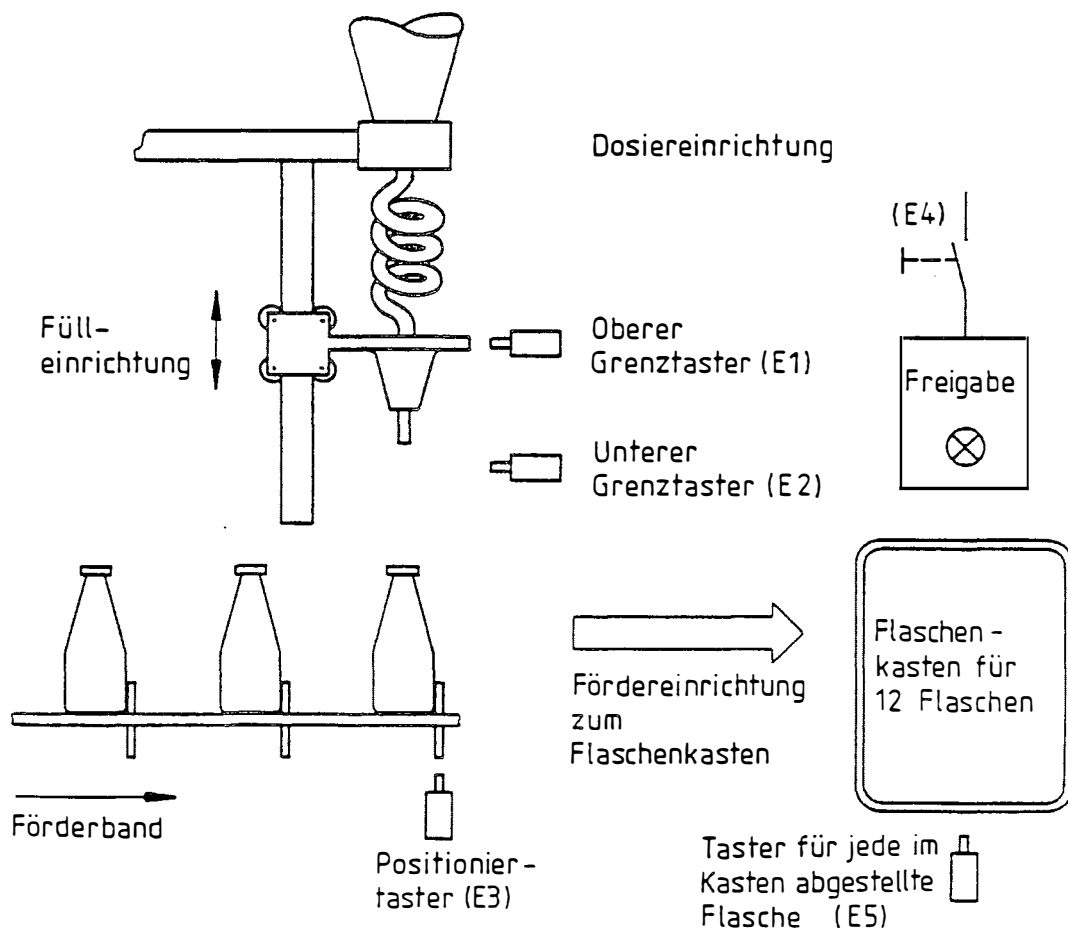 Dosiereinrichtung
(E4)
Füll-
einrichtung
Oberer
Grenztaster (E1)
Freigabe
Unterer
Grenztaster (E2)
Flaschen-
kasten für
12 Flaschen
Fördereinrichtung
zum
Flaschenkasten
Förderband
Positionier-
taster (E3)
Taster für jede im
Kasten abgestellte
Flasche (E5)